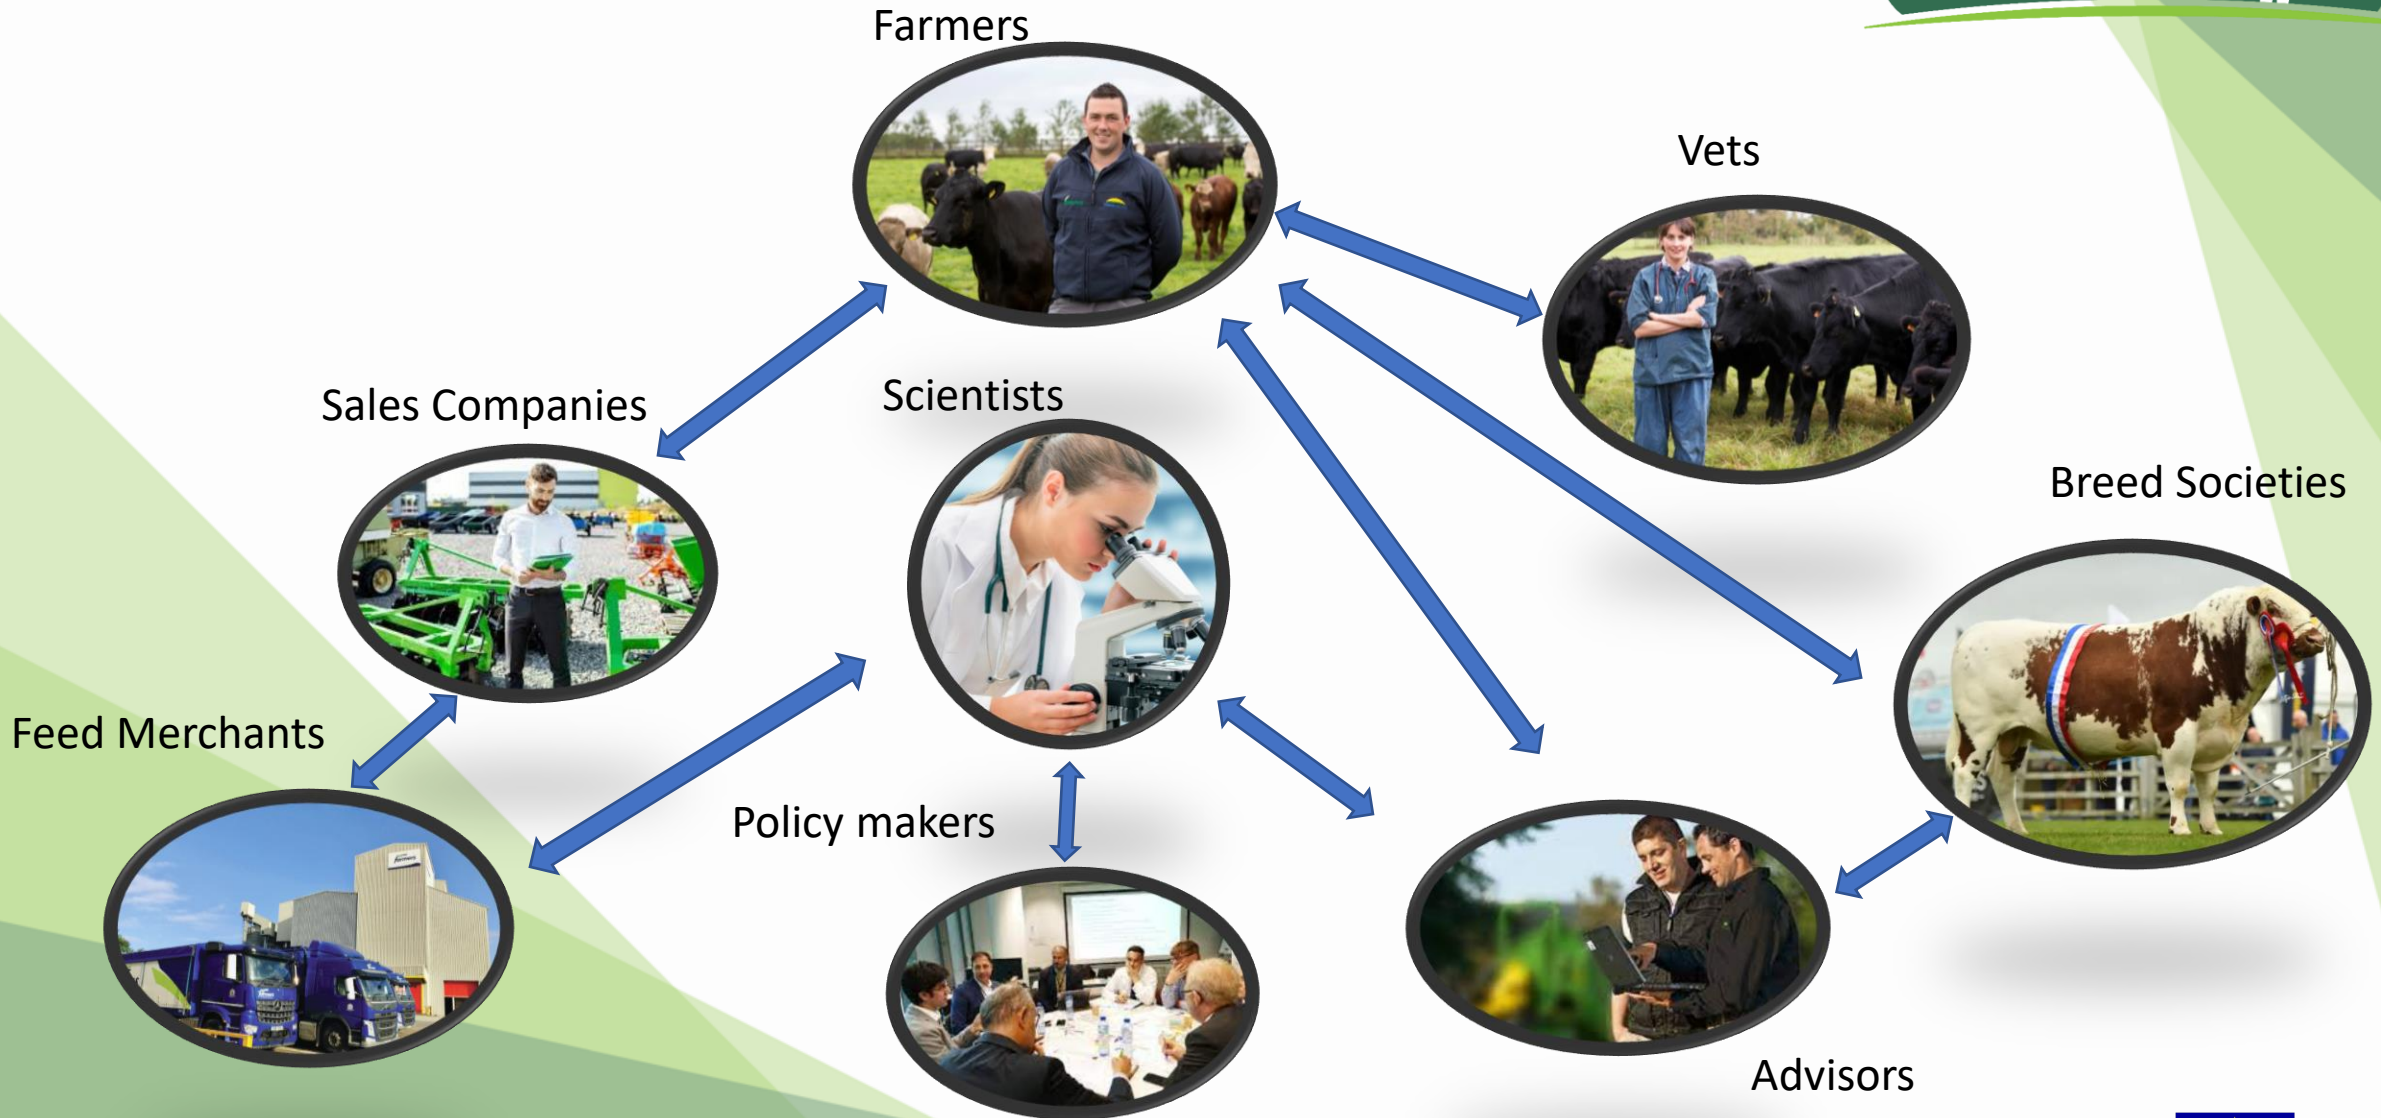 Farmers
Vets
Sales Companies
Scientists
Breed Societies
Feed Merchants
Policy makers
Advisors